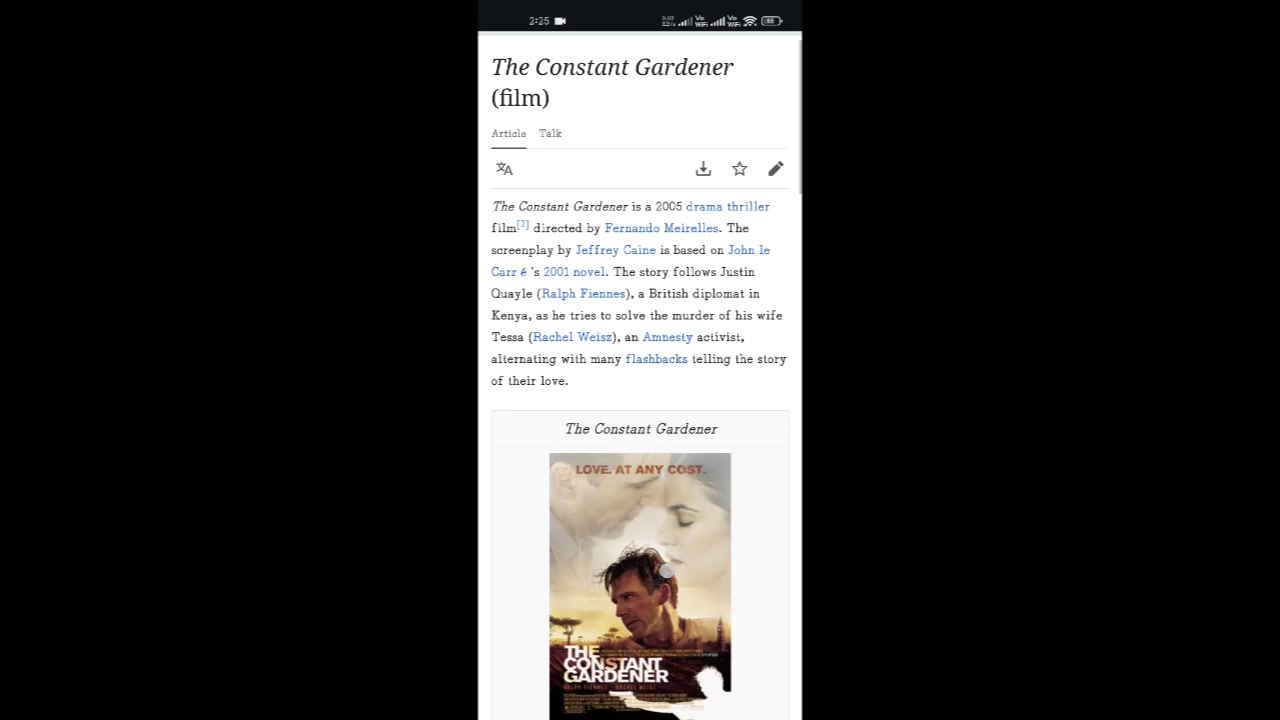 2:25
The Constant Gardener
(film)
Article Talk
The Constant Gardener is a 2005 drama thriller
film[2] directed by Fernando Meirelles. The
screenplay by Jeffrey Caine is based on John le
Carré's 2001 novel. The story follows Justin
Quayle (Ralph Fiennes), a British diplomat in
Kenya, as he tries to solve the murder of his wife
Tessa (Rachel Weisz), an Amnesty activist,
alternating with many flashbacks telling the story
of their love.
The Constant Gardener
LOVE. AT ANY COST.
THE
CONSTANT
GARDENER
RALPH FIENNES RACHEL WEISZ